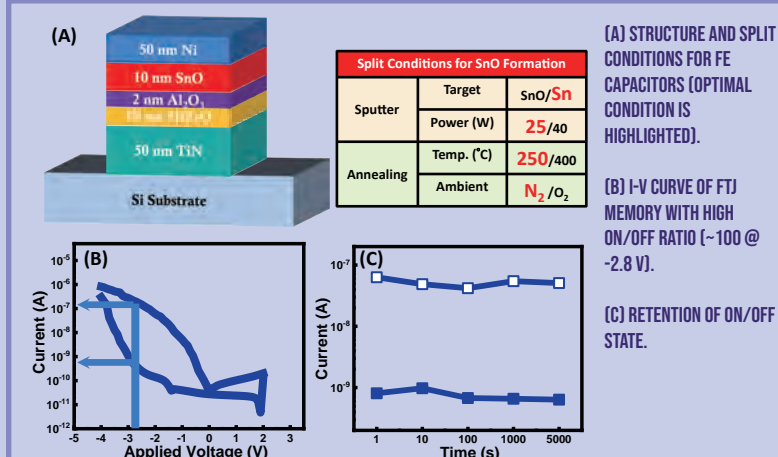 (A)
50 nm Ni
10 nm SnO
2 nm Al2O3
50 nm TiN
Si Substrate
Split Conditions for SnO Formation
Sputter
Target
SnO/Sn
Power (W)
25/40
Annealing
Temp. (°C)
250/400
Ambient
N2/O2
(A) STRUCTURE AND SPLIT
CONDITIONS FOR FE
CAPACITORS (OPTIMAL
CONDITION IS
HIGHLIGHTED).
(B) I-V CURVE OF FTJ
MEMORY WITH HIGH
ON/OFF RATIO (~100 @
-2.8 V).
(C) RETENTION OF ON/OFF
STATE.
(B)
Current (A)
10-5
10-6
10-7
10-8
10-9
10-10
10-11
10-12
-5 -4 -3 -2 -1 0 1 2 3
Applied Voltage (V)
(C)
Current (A)
10-7
10-8
10-9
1 10 100 1000 5000
Time (s)